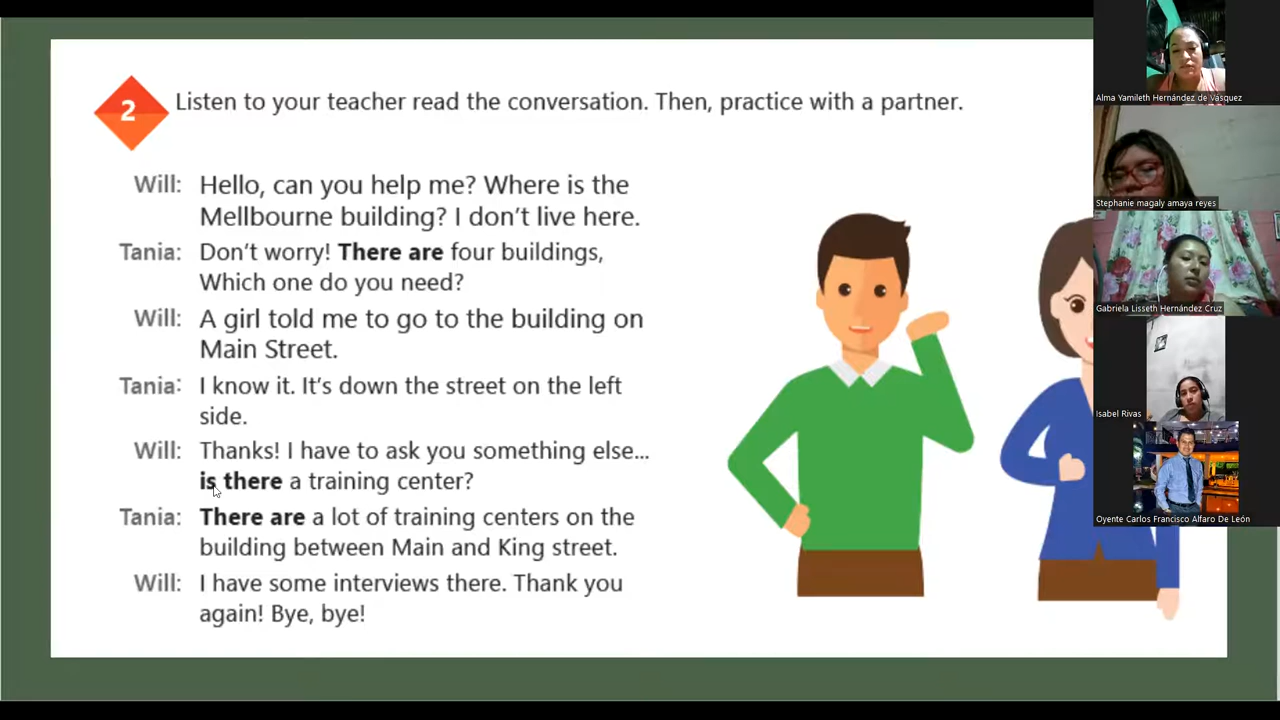 2
Listen to your teacher read the conversation. Then, practice with a partner.
Will: Hello, can you help me? Where is the
Mellbourne building? I don't live here.
Tania: Don't worry! There are four buildings,
Which one do you need?
Will: A girl told me to go to the building on
Main Street.
Tania: I know it. It's down the street on the left
side.
Will: Thanks! I have to ask you something else...
is there a training center?
Tania: There are a lot of training centers on the
building between Main and King street.
Will: I have some interviews there. Thank you
again! Bye, bye!
Alma Yamileth Hernández de Vásquez
Stephanie magaly amaya reyes
Gabriela Lisseth Hernández Cruz
Isabel Rivas
Oyente Carlos Francisco Alfaro De León